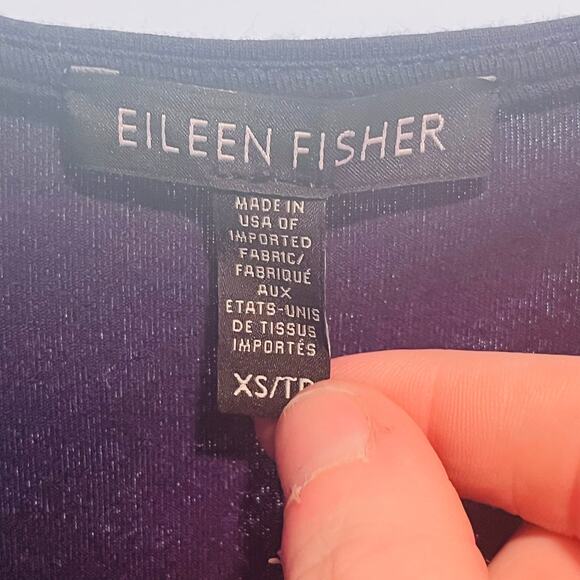 EILEEN FISHER
MADE IN
USA OF
IMPORTED
FABRIC/
FABRIQUÉ
AUX
ETATS-UNIS
DE TISSUS
IMPORTÉS
XS/TP